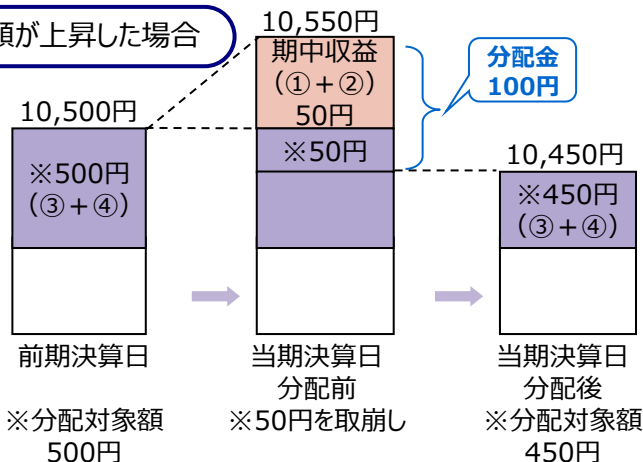 額が上昇した場合
10,550円
期中収益
（①＋②）
50円
分配金
100円
10,500円
※500円
（③＋④）
※50円
10,450円
※450円
（③＋④）
前期決算日
当期決算日
分配前
当期決算日
分配後
※分配対象額
500円
※50円を取崩し
※分配対象額
450円